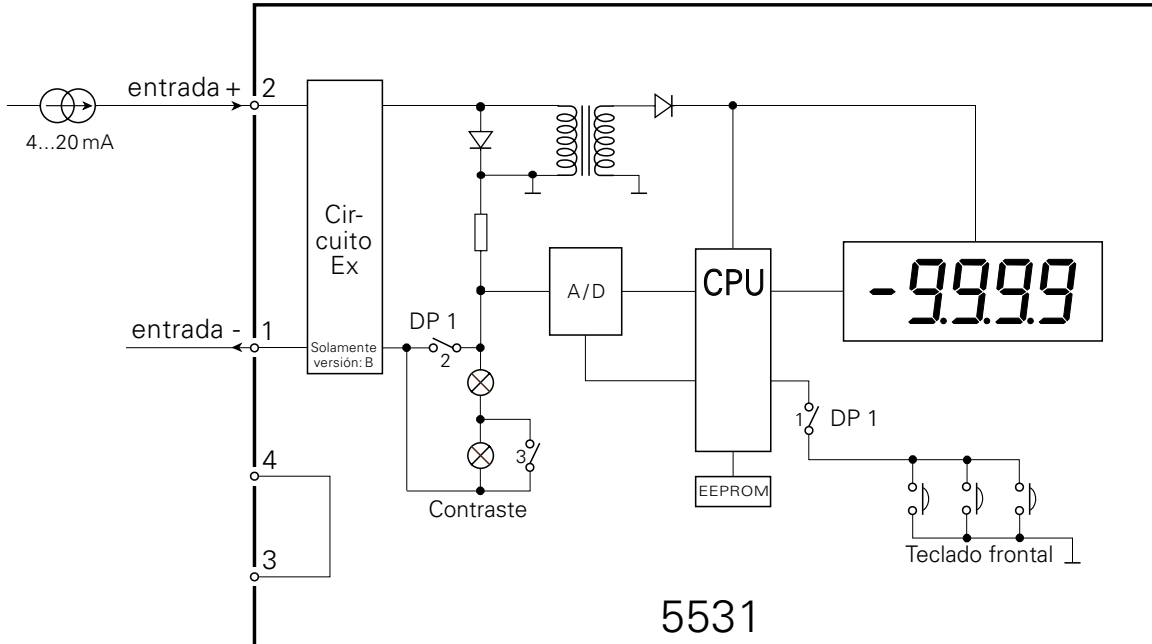 entrada +
2
4...20 mA
Cir-
cuito
Ex
Solamente
versión: B
entrada -
1
4
3
DP 1
2
3
Contraste
A/D
CPU
EEPROM
-9.9.9.9
1
DP 1
Teclado frontal
5531